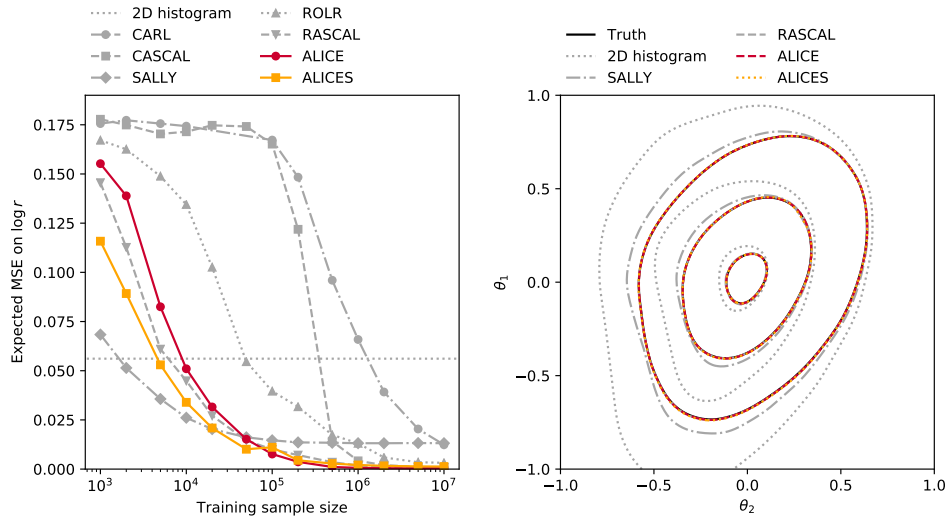 2D histogram
CARL
CASCAL
SALLY
ROLR
RASCAL
ALICE
ALICES
Expected MSE on log r
0.175
0.150
0.125
0.100
0.075
0.050
0.025
0.000
10³ 10⁴ 10⁵ 10⁶ 10⁷
Training sample size
Truth
2D histogram
SALLY
RASCAL
ALICE
ALICES
θ₁
1.0
0.5
0.0
−0.5
−1.0
−1.0 −0.5 0.0 0.5 1.0
θ₂